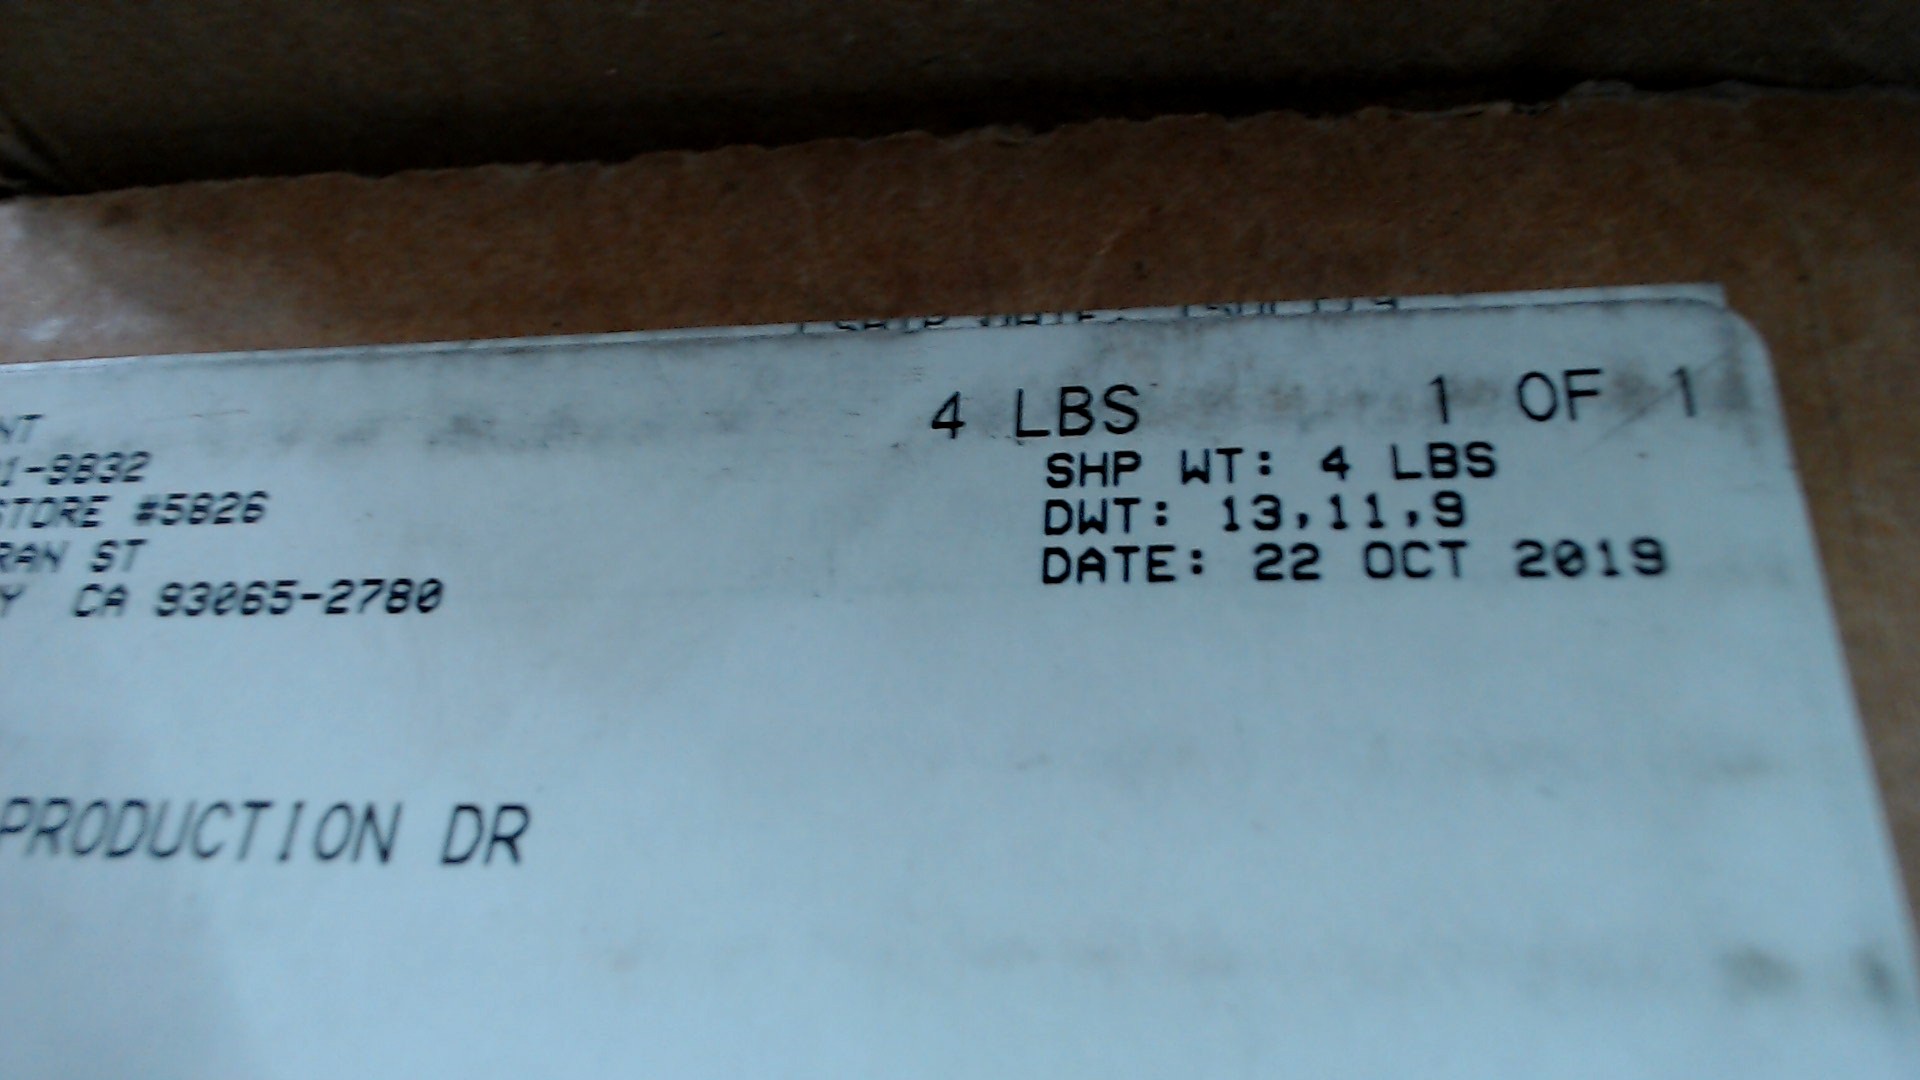 4 LBS 1 OF 1
NT
1-9832
SHP WT: 4 LBS
STORE #5826
DWT: 13,11,9
RAN ST
DATE: 22 OCT 2019
Y CA 93065-2780
PRODUCTION DR